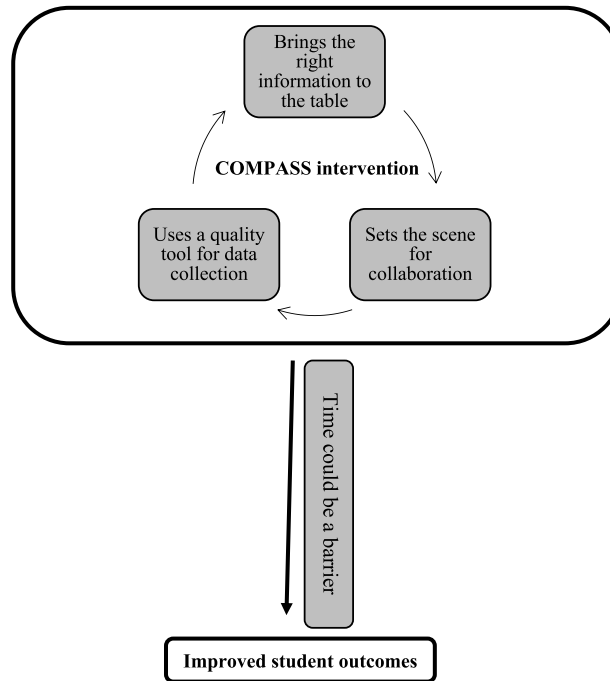 Brings the
right
information to
the table
COMPASS intervention
Uses a quality
tool for data
collection
Sets the scene
for
collaboration
Time could be a barrier
Improved student outcomes